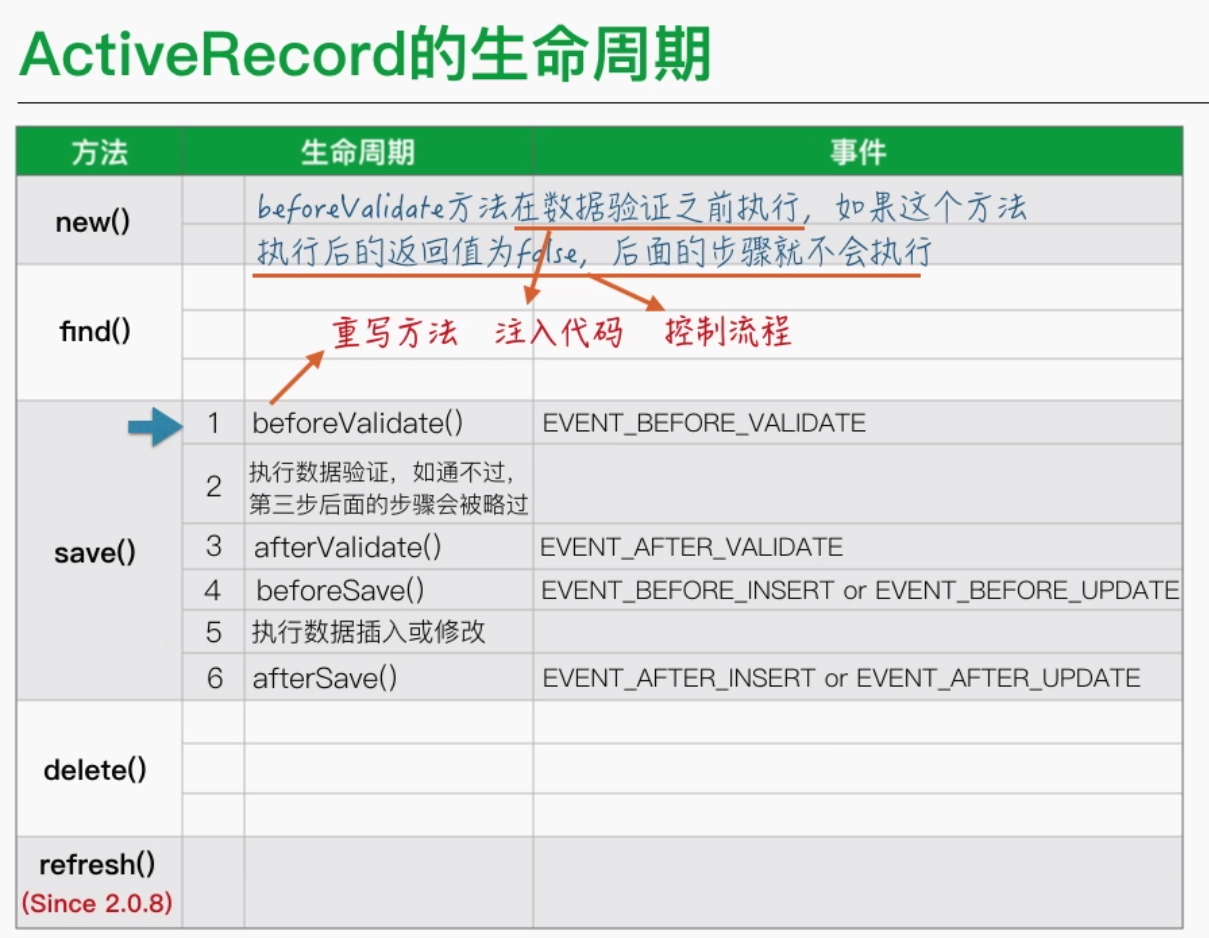 ActiveRecord的生命周期
方法 生命周期 事件
new()
beforeValidate方法在数据验证之前执行，如果这个方法
执行后的返回值为false，后面的步骤就不会执行
find()
重写方法 注入代码 控制流程
save()
1 beforeValidate() EVENT_BEFORE_VALIDATE
2 执行数据验证，如通不过，
第三步后面的步骤会被略过
3 afterValidate() EVENT_AFTER_VALIDATE
4 beforeSave() EVENT_BEFORE_INSERT or EVENT_BEFORE_UPDATE
5 执行数据插入或修改
6 afterSave() EVENT_AFTER_INSERT or EVENT_AFTER_UPDATE
delete()
refresh()
(Since 2.0.8)